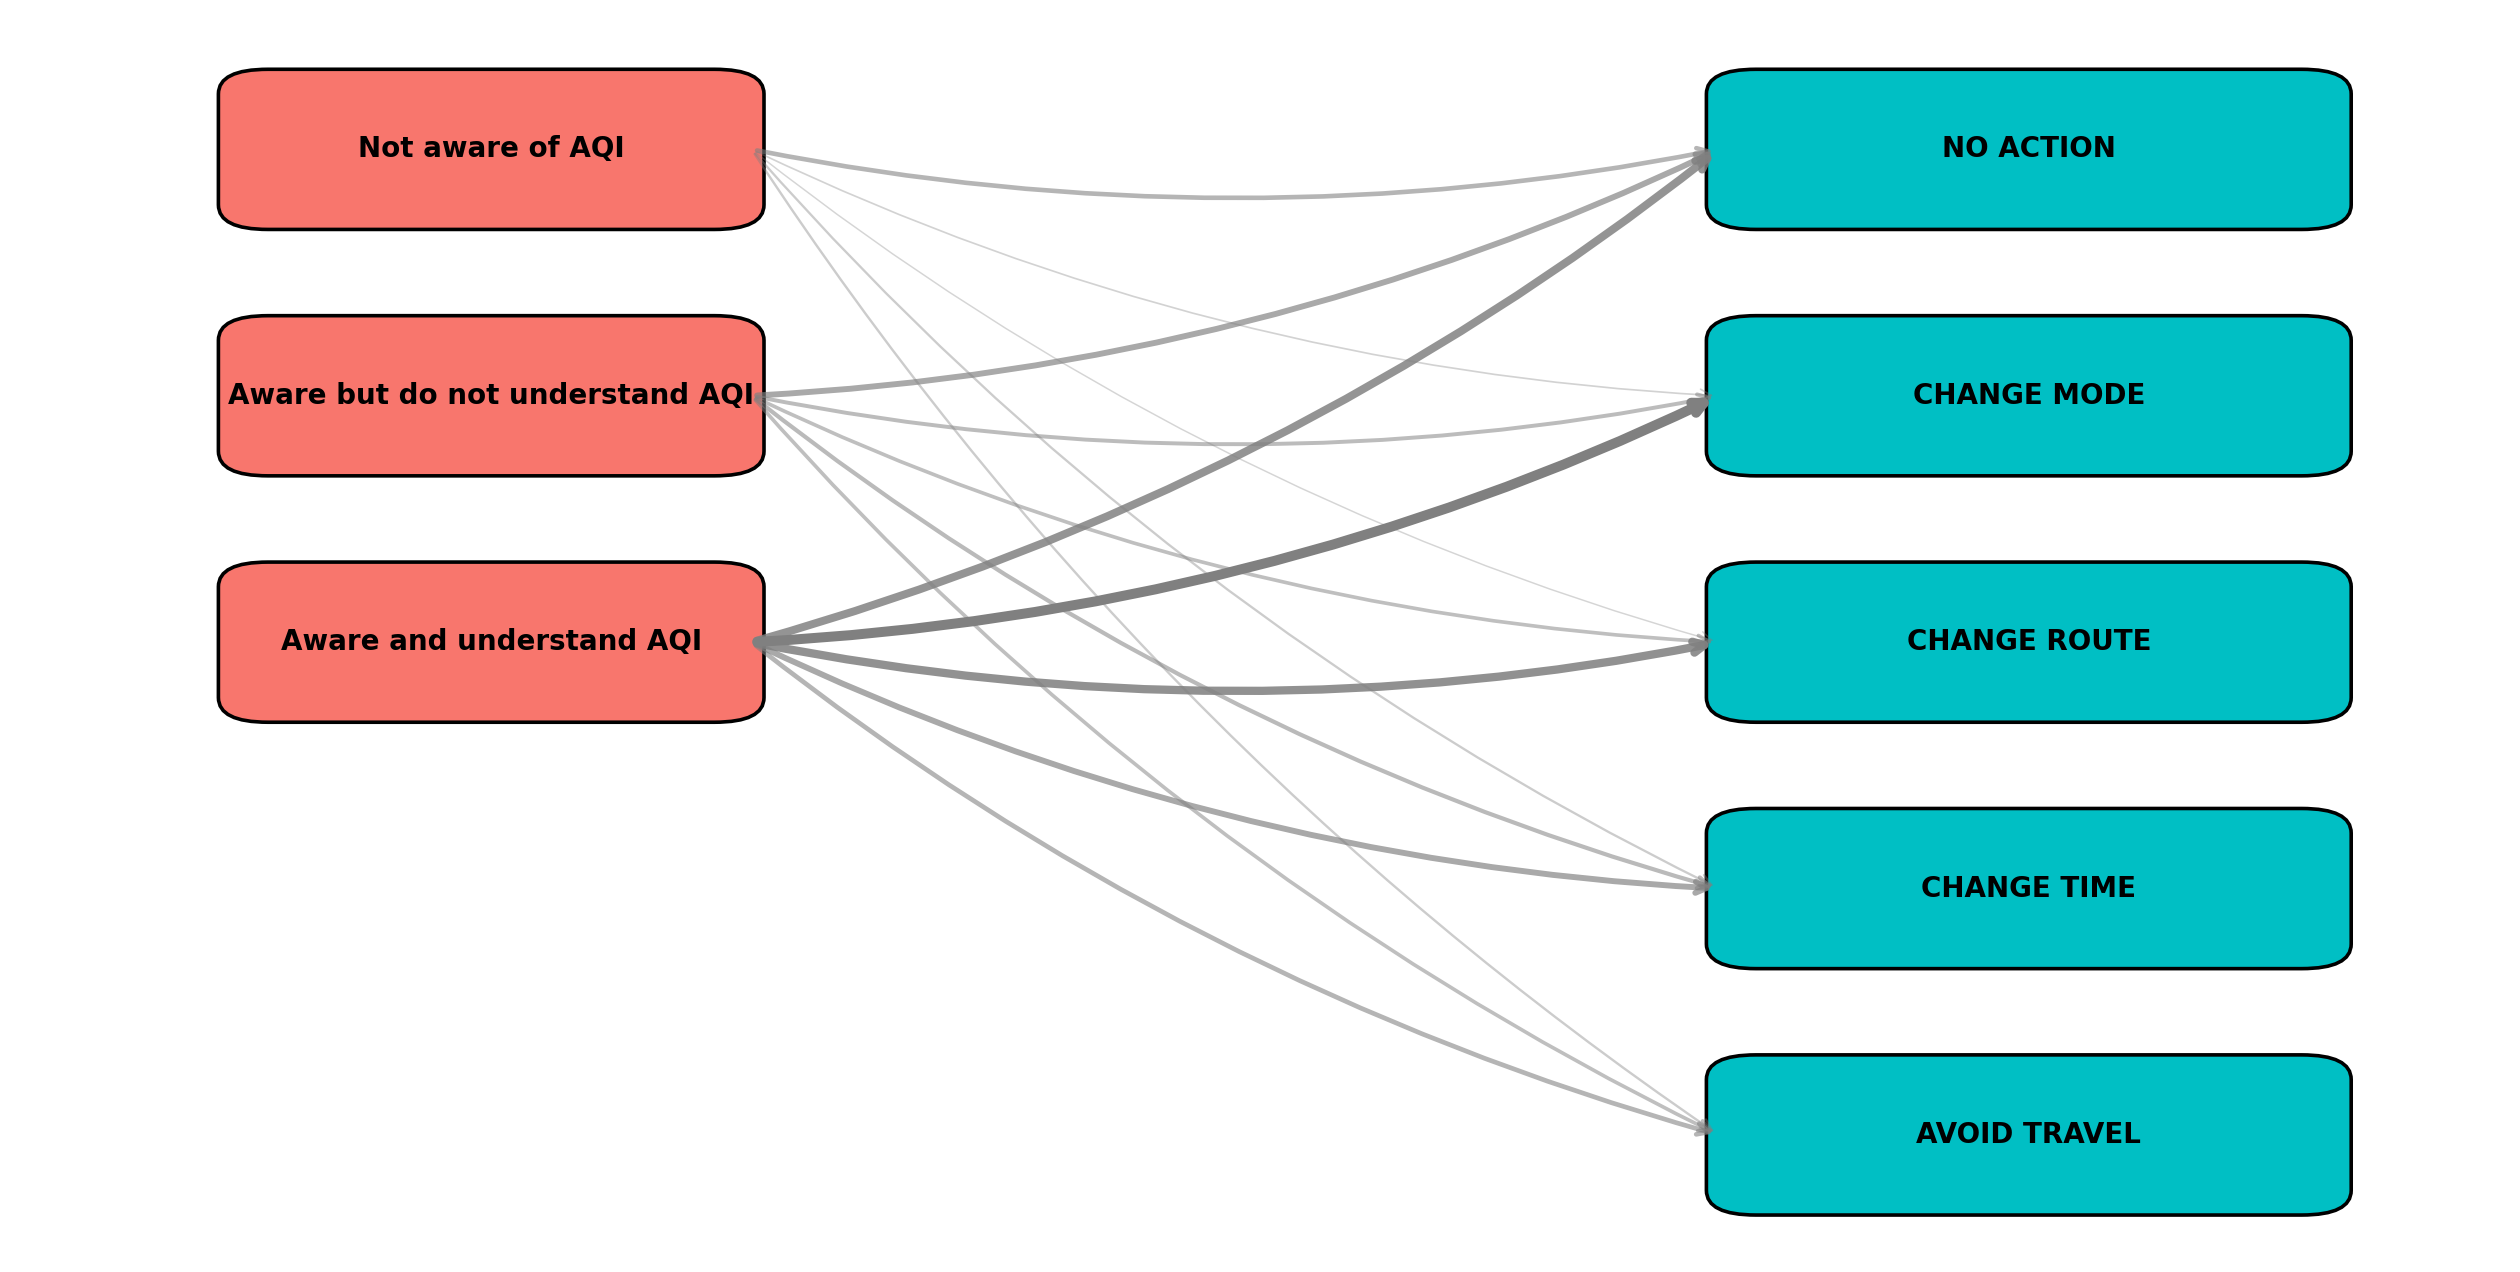 Not aware of AQI
Aware but do not understand AQI
Aware and understand AQI
NO ACTION
CHANGE MODE
CHANGE ROUTE
CHANGE TIME
AVOID TRAVEL